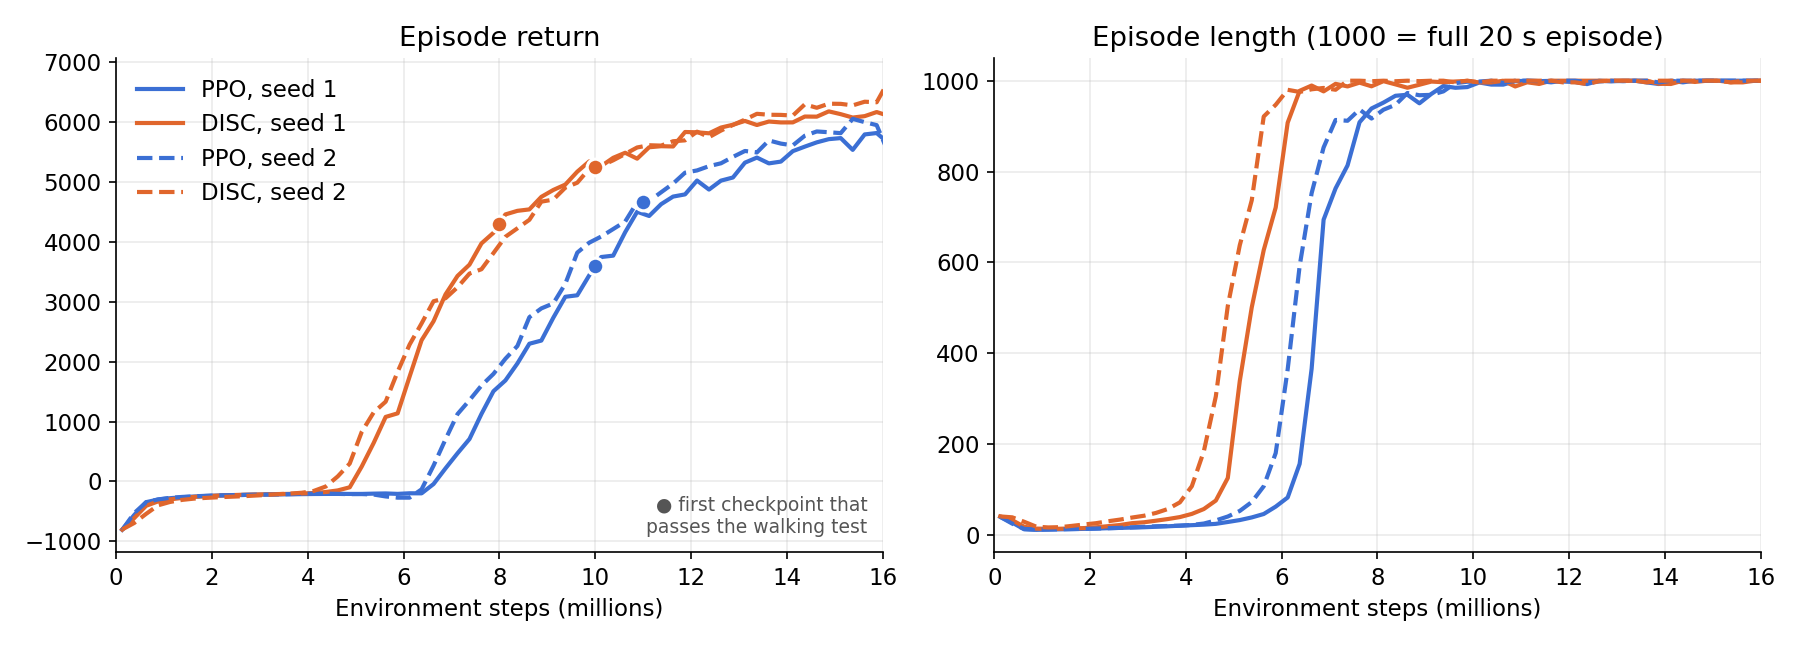 Episode return
7000
6000
5000
4000
3000
2000
1000
0
−1000
PPO, seed 1
DISC, seed 1
PPO, seed 2
DISC, seed 2
first checkpoint that
passes the walking test
0 2 4 6 8 10 12 14 16
Environment steps (millions)
Episode length (1000 = full 20 s episode)
1000
800
600
400
200
0
0 2 4 6 8 10 12 14 16
Environment steps (millions)